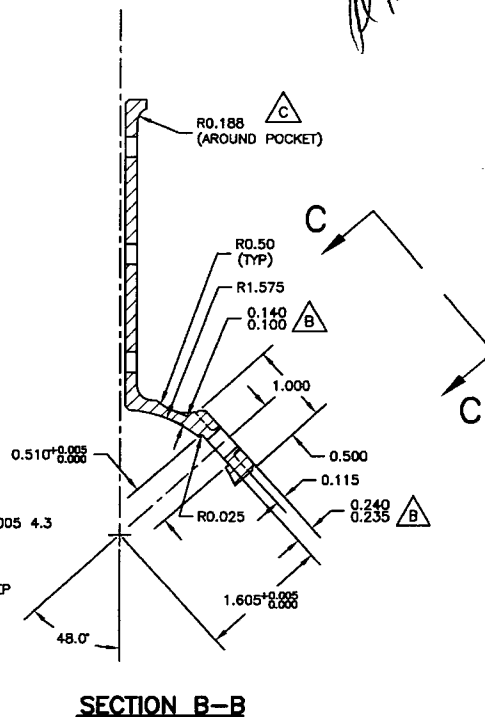 R0.188
C
(AROUND POCKET)
C
R0.50
(TYP)
R1.575
0.140
0.100
B
1.000
C
0.510+0.005
0.000
0.500
0.115
005 4.3
R0.025
0.240
0.235
B
1.605+0.005
0.000
48.0°
SECTION B-B